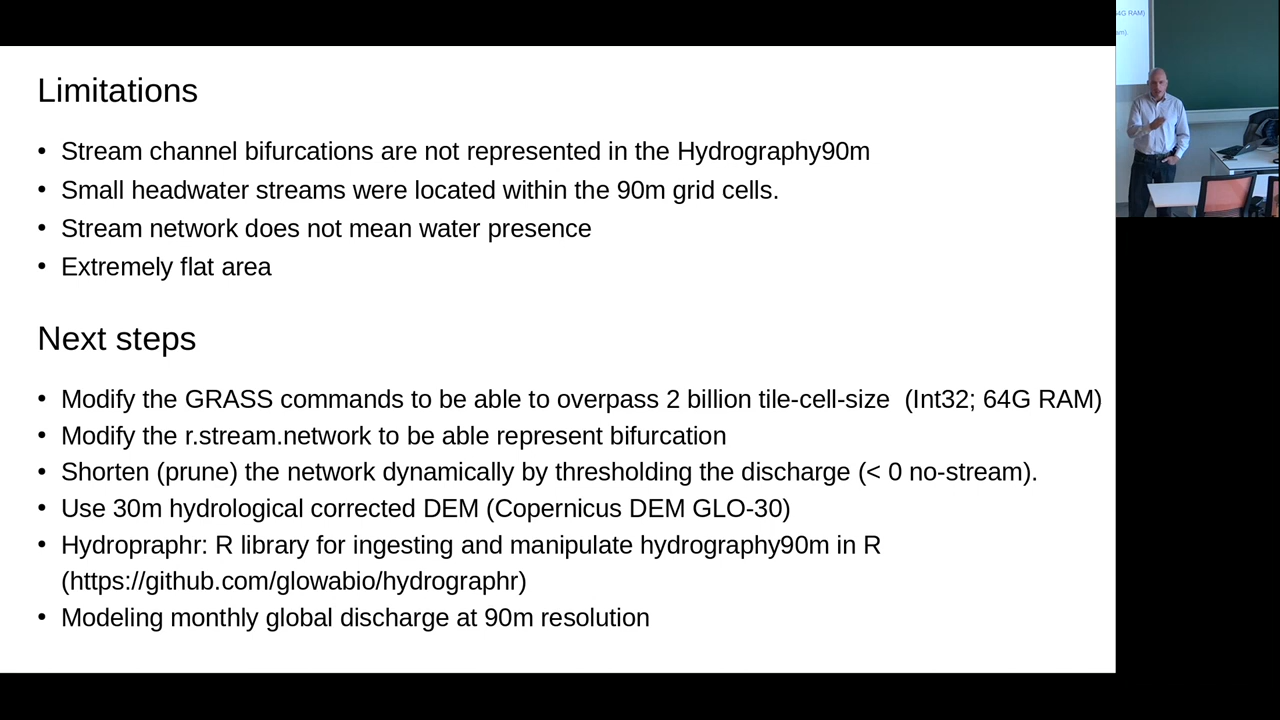 Limitations
• Stream channel bifurcations are not represented in the Hydrography90m
• Small headwater streams were located within the 90m grid cells.
• Stream network does not mean water presence
• Extremely flat area
Next steps
• Modify the GRASS commands to be able to overpass 2 billion tile-cell-size (Int32; 64G RAM)
• Modify the r.stream.network to be able represent bifurcation
• Shorten (prune) the network dynamically by thresholding the discharge (< 0 no-stream).
• Use 30m hydrological corrected DEM (Copernicus DEM GLO-30)
• Hydropraphr: R library for ingesting and manipulate hydrography90m in R
(https://github.com/glowabio/hydrographr)
• Modeling monthly global discharge at 90m resolution
4G RAM)